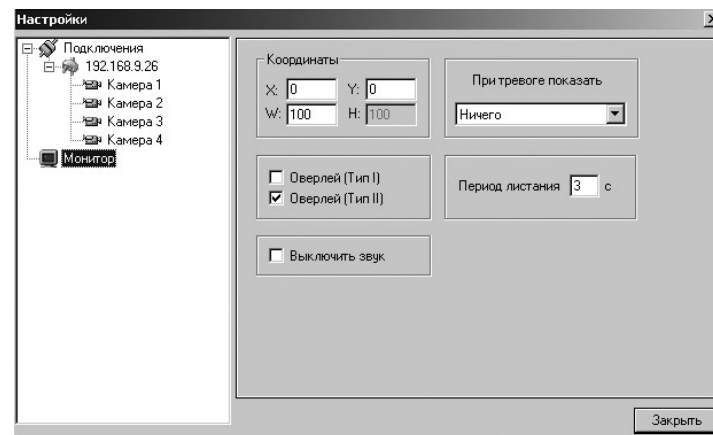 Настройки
Подключения
192.168.9.26
Камера 1
Камера 2
Камера 3
Камера 4
Монитор
Координаты
X: 0 Y: 0
W: 100 H: 100
При тревоге показать
Ничего
Оверлей (Тип I)
Оверлей (Тип II)
Период листания 3 с
Выключить звук
Закрыть